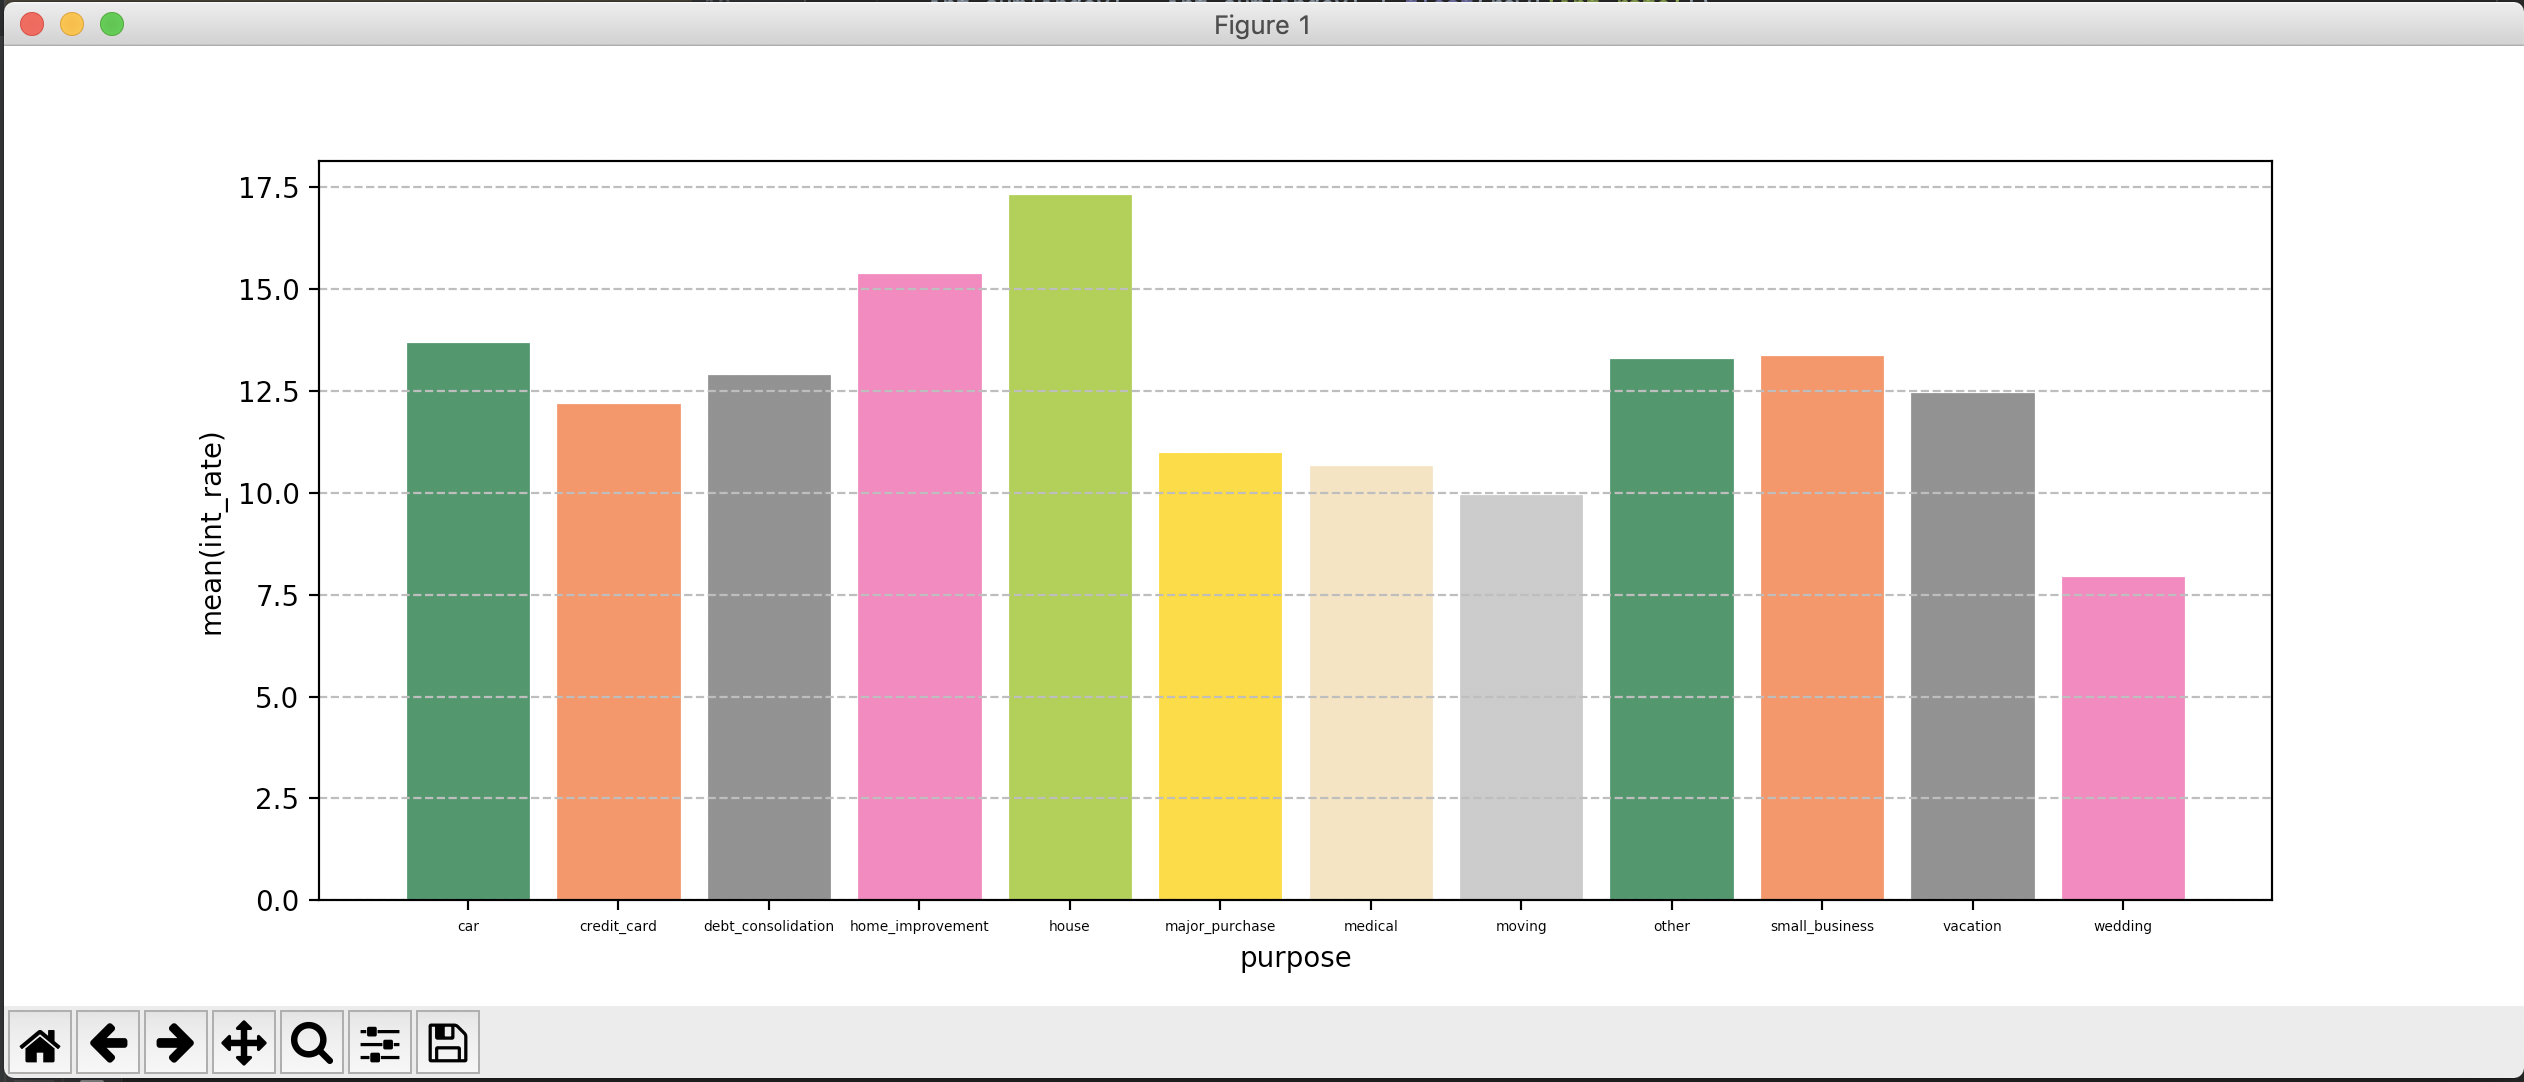 Figure 1
17.5
15.0
12.5
10.0
7.5
5.0
2.5
0.0
mean(int_rate)
car credit_card debt_consolidation home_improvement house major_purchase medical moving other small_business vacation wedding
purpose